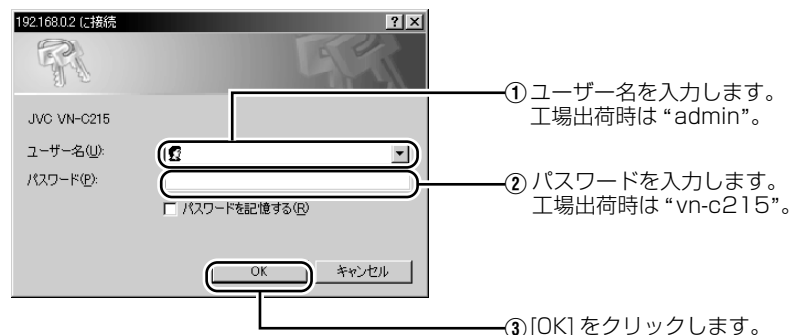 192.168.0.2 に接続
JVC VN-C215
ユーザー名(U):
パスワード(P):
パスワードを記憶する(R)
OK
キャンセル
① ユーザー名を入力します。
工場出荷時は “admin”。
② パスワードを入力します。
工場出荷時は “vn-c215”。
③ [OK] をクリックします。